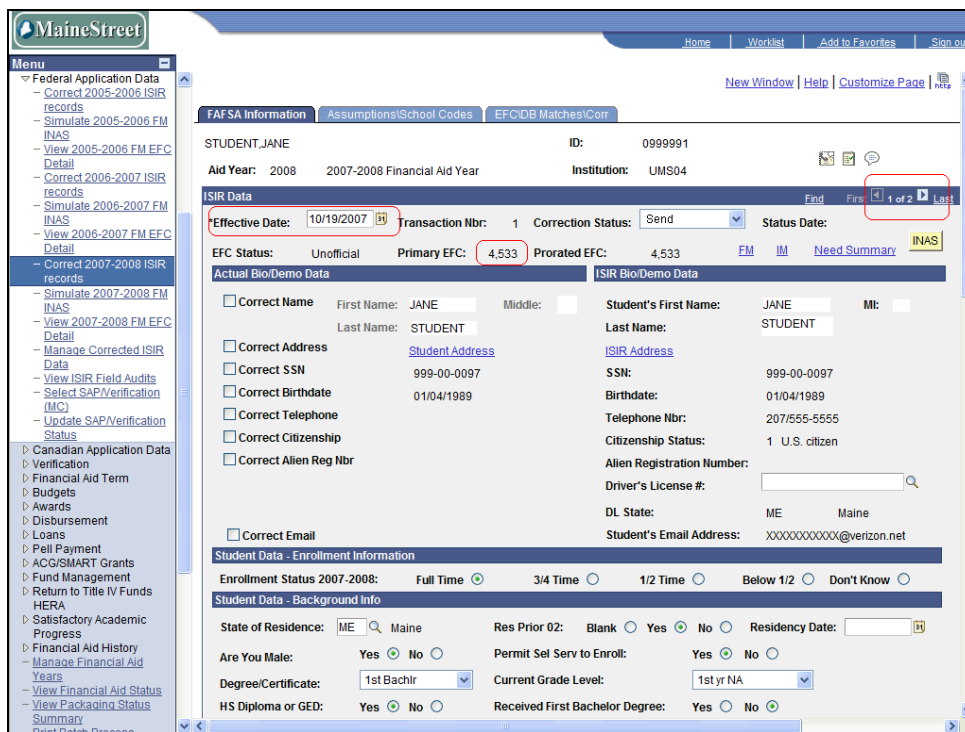 MaineStreet
Home Worklist Add to Favorites Sign ou
Menu
Federal Application Data
Correct 2005-2006 ISIR
records
Simulate 2005-2006 FM
INAS
View 2005-2006 FM EFC
Detail
Correct 2006-2007 ISIR
records
Simulate 2006-2007 FM
INAS
View 2006-2007 FM EFC
Detail
Correct 2007-2008 ISIR
records
Simulate 2007-2008 FM
INAS
View 2007-2008 FM EFC
Detail
Manage Corrected ISIR
Data
View ISIR Field Audits
Select SAP/Verification
(MC)
Update SAP/Verification
Status
Canadian Application Data
Verification
Financial Aid Term
Budgets
Awards
Disbursement
Loans
Pell Payment
ACG/SMART Grants
Fund Management
Return to Title IV Funds
HERA
Satisfactory Academic
Progress
Financial Aid History
Manage Financial Aid
Years
View Financial Aid Status
View Packaging Status
Summary
Print Batch Process
New Window | Help | Customize Page | http
FAFSA Information Assumptions\School Codes EFC\DB Matches\Corr
STUDENT,JANE ID: 0999991
Aid Year: 2008 2007-2008 Financial Aid Year Institution: UMS04
ISIR Data Find First 1 of 2 Last
*Effective Date: 10/19/2007 31 Transaction Nbr: 1 Correction Status: Send Status Date:
EFC Status: Unofficial Primary EFC: 4,533 Prorated EFC: 4,533 FM IM Need Summary INAS
Actual Bio/Demo Data ISIR Bio/Demo Data
Correct Name First Name: JANE Middle: Student's First Name: JANE MI:
Last Name: STUDENT Last Name: STUDENT
Correct Address Student Address ISIR Address
Correct SSN 999-00-0097 SSN: 999-00-0097
Correct Birthdate 01/04/1989 Birthdate: 01/04/1989
Correct Telephone Telephone Nbr: 207/555-5555
Correct Citizenship Citizenship Status: 1 U.S. citizen
Correct Alien Reg Nbr Alien Registration Number:
Driver's License #:
DL State: ME Maine
Correct Email Student's Email Address: XXXXXXXXXXX@verizon.net
Student Data - Enrollment Information
Enrollment Status 2007-2008: Full Time 3/4 Time 1/2 Time Below 1/2 Don't Know
Student Data - Background Info
State of Residence: ME Maine Res Prior 02: Blank Yes No Residency Date: 31
Are You Male: Yes No Permit Sel Serv to Enroll: Yes No
Degree/Certificate: 1st Bachlr Current Grade Level: 1st yr NA
HS Diploma or GED: Yes No Received First Bachelor Degree: Yes No